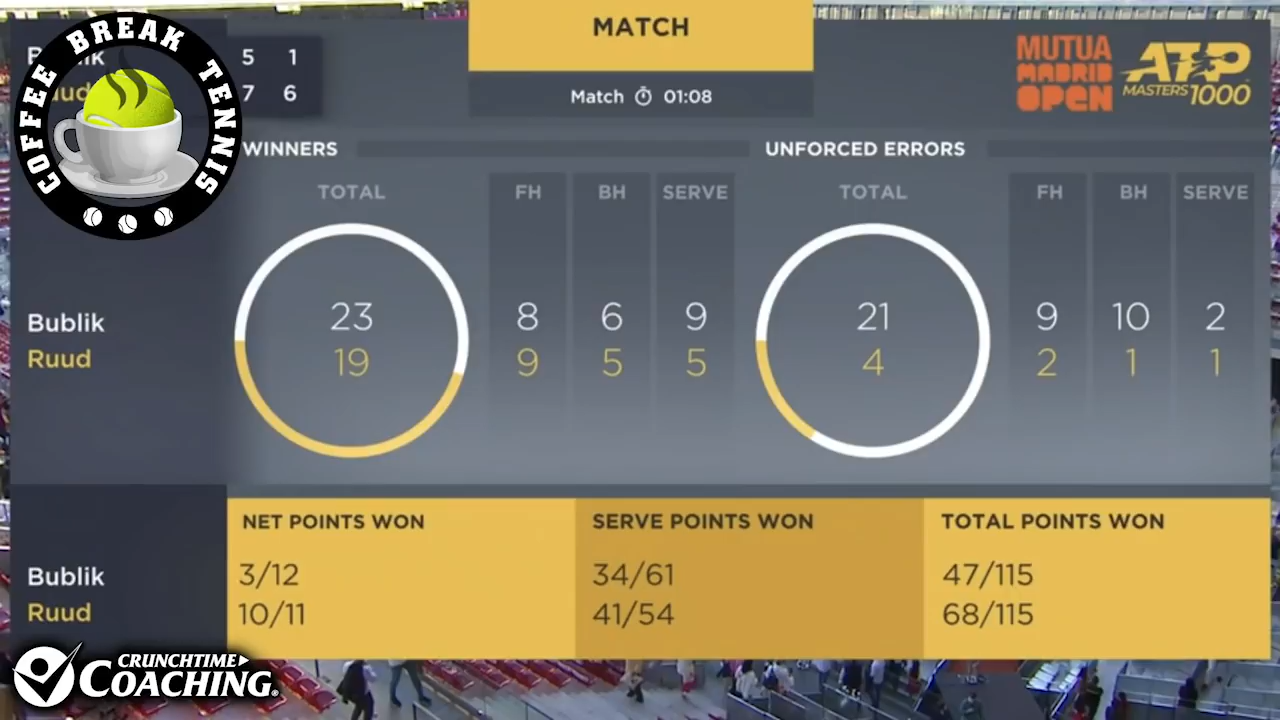 COFFEE BREAK TENNIS
MATCH
Match 01:08
5 1
7 6
MUTUA
MADRID
OPEN
ATP
MASTERS 1000
WINNERS
TOTAL FH BH SERVE
UNFORCED ERRORS
TOTAL FH BH SERVE
Bublik 23 8 6 9 21 9 10 2
Ruud 19 9 5 5 4 2 1 1
NET POINTS WON SERVE POINTS WON TOTAL POINTS WON
Bublik 3/12 34/61 47/115
Ruud 10/11 41/54 68/115
CRUNCHTIME
COACHING.